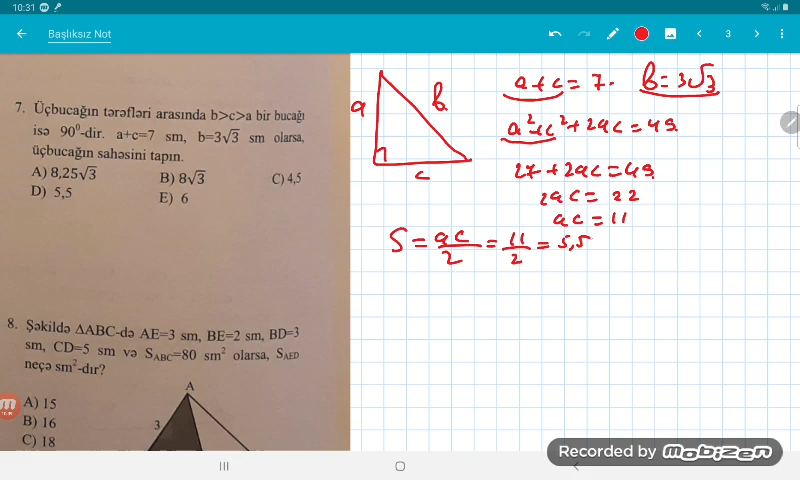 10:31
Başlıksız Not
3
7. Üçbucağın tərəfləri arasında b>c>a bir bucağı
isə 90⁰-dir. a+c=7 sm, b=3√3 sm olarsa,
üçbucağın sahəsini tapın.
A) 8,25√3 B) 8√3 C) 4,5
D) 5,5 E) 6
8. Şəkildə ΔABC-də AE=3 sm, BE=2 sm, BD=3
sm, CD=5 sm və S_ABC=80 sm² olarsa, S_AED
neçə sm²-dır?
A) 15
B) 16
C) 18
A
3
a
b
c
a+c=7. b=3√3
a²+c²+2ac=49
27+2ac=49
2ac=22
ac=11
S=ac/2=11/2=5,5
Recorded by mobizen